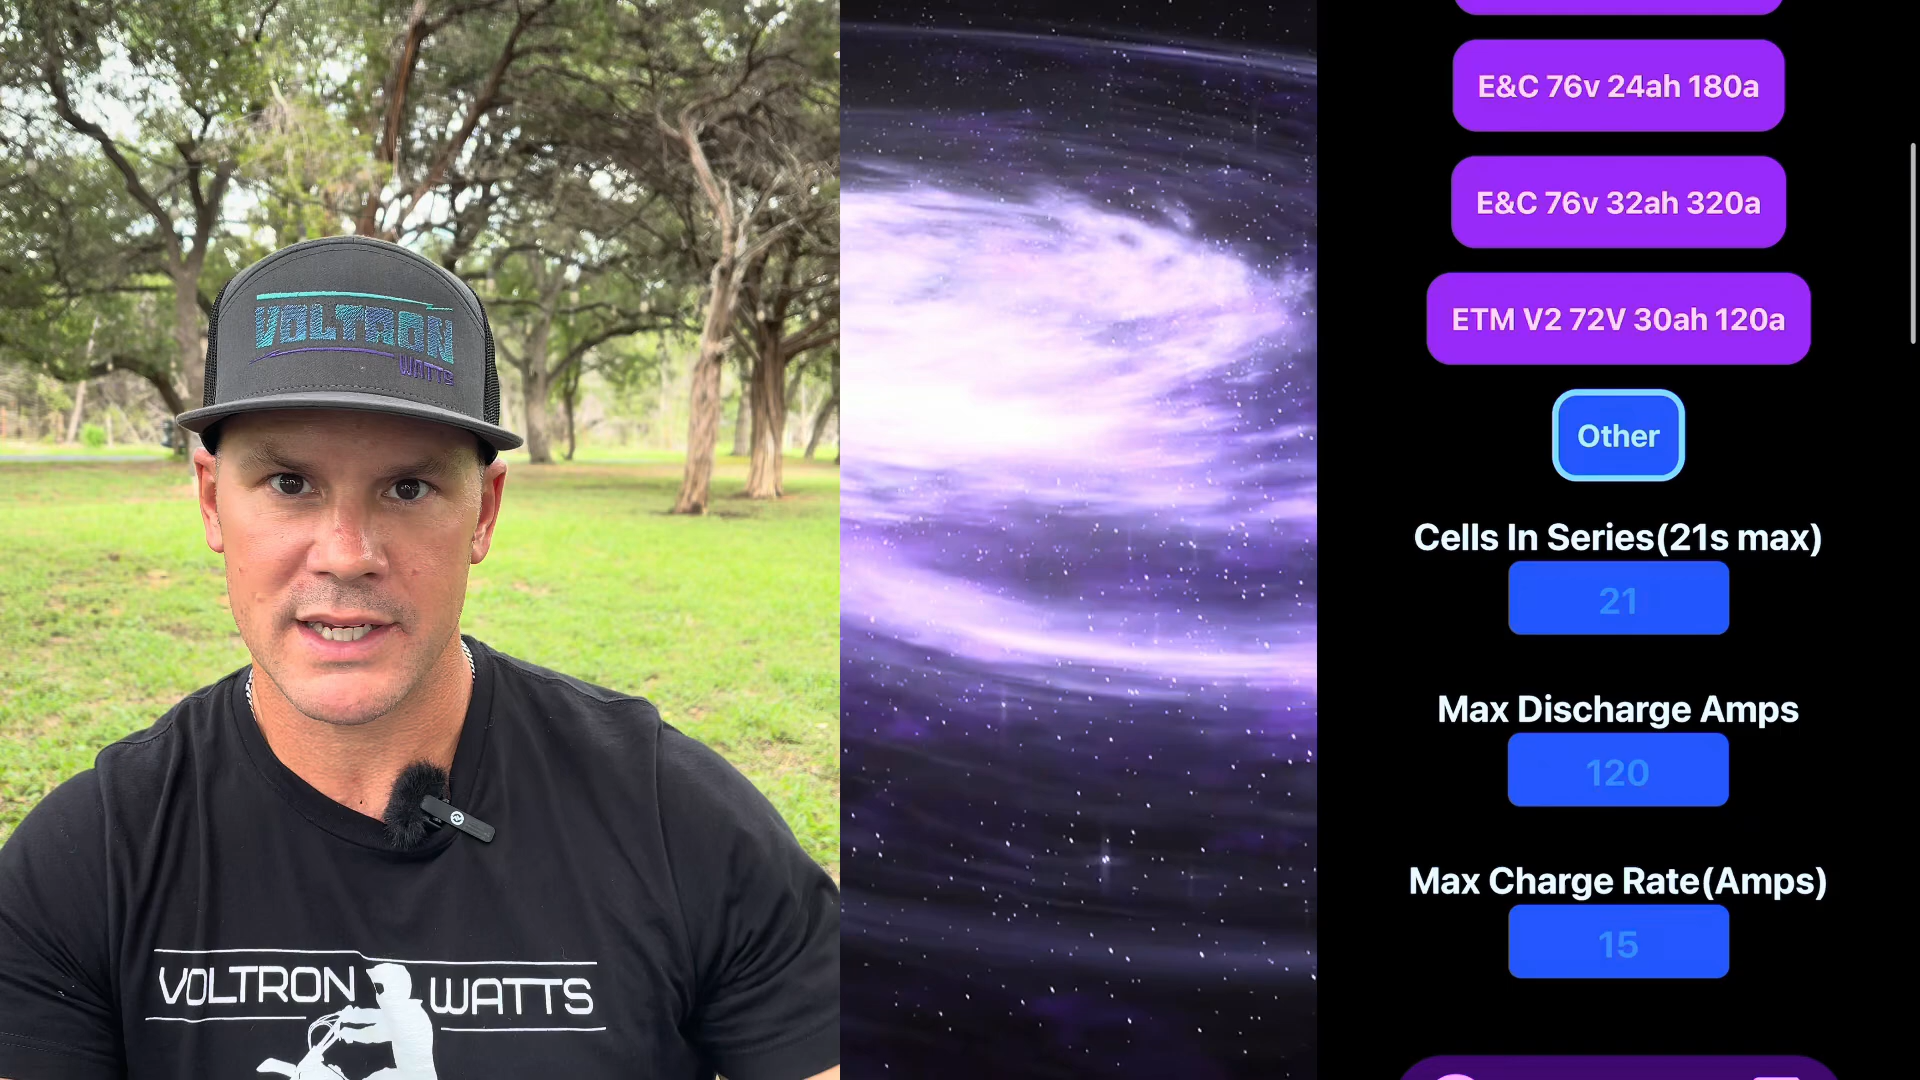 VOLTRON
WATTS
VOLTRON WATTS
E&C 76v 24ah 180a
E&C 76v 32ah 320a
ETM V2 72V 30ah 120a
Other
Cells In Series(21s max)
21
Max Discharge Amps
120
Max Charge Rate(Amps)
15